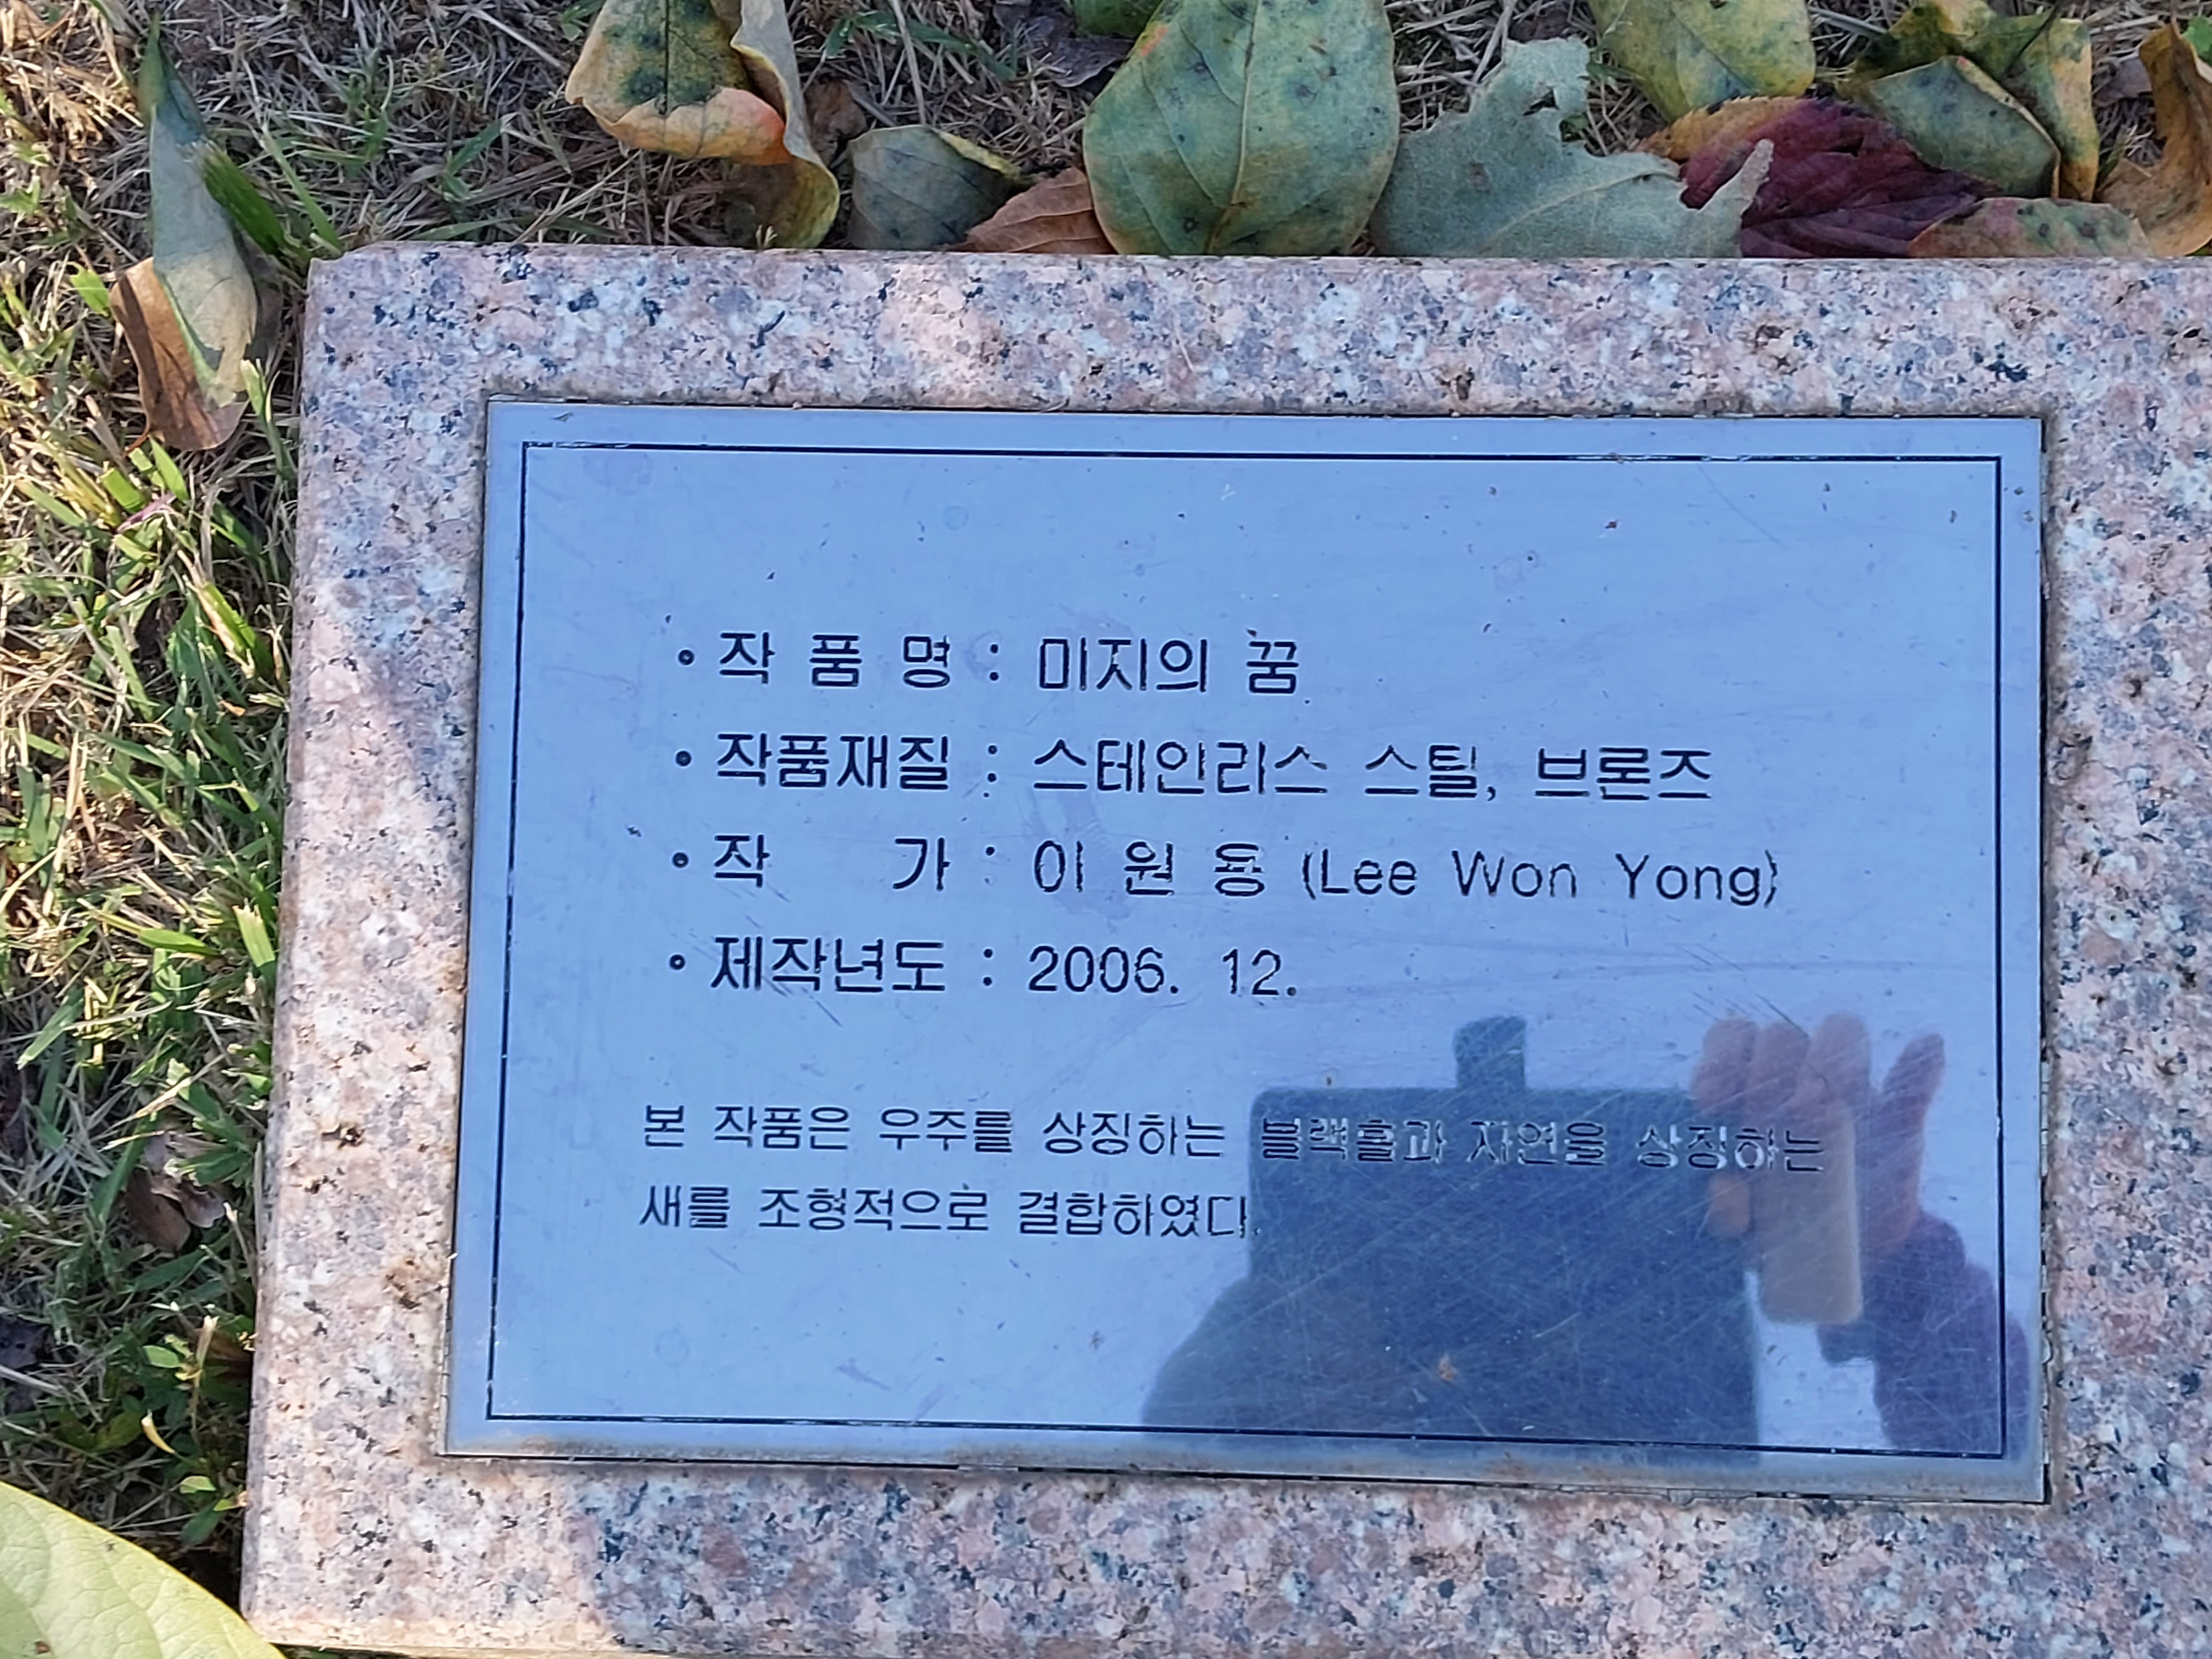 • 작 품 명 : 미지의 꿈
• 작품재질 : 스테인리스 스틸, 브론즈
• 작 가 : 이 원 용 (Lee Won Yong)
• 제작년도 : 2006. 12.
본 작품은 우주를 상징하는 블랙홀과 자연을 상징하는
새를 조형적으로 결합하였다.